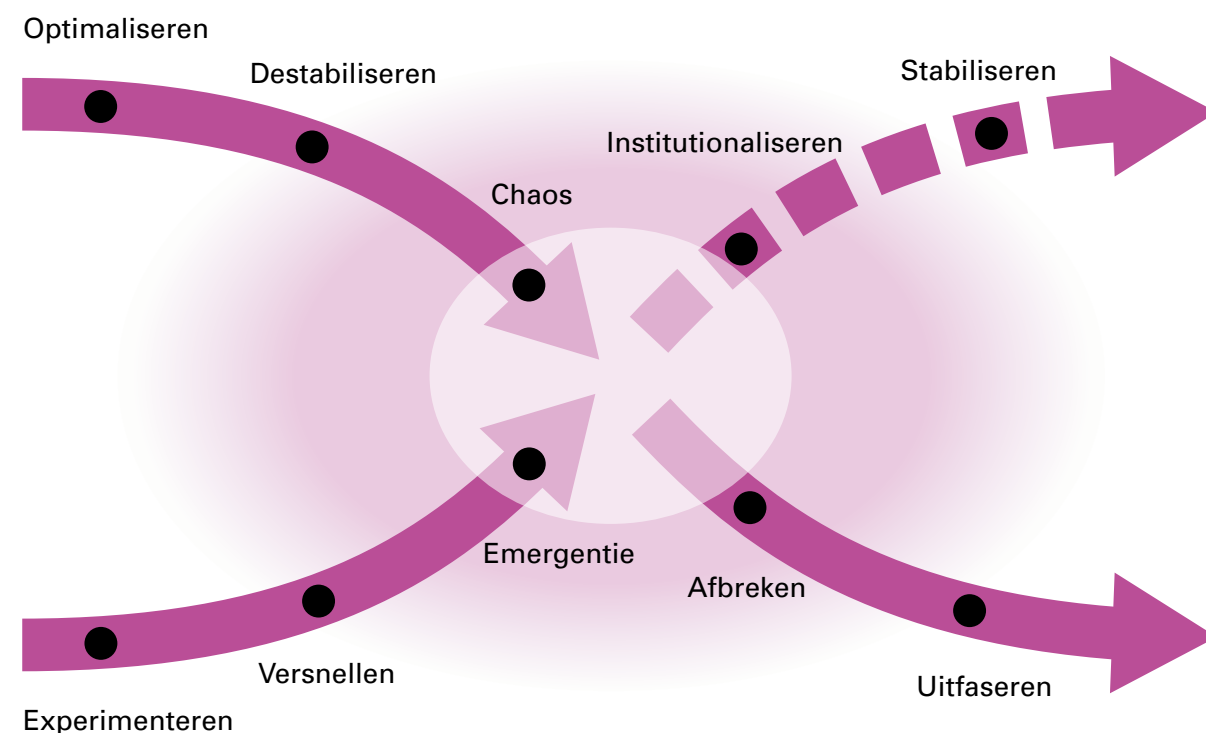 Optimaliseren
Destabiliseren
Stabiliseren
Institutionaliseren
Chaos
Emergentie
Afbreken
Versnellen
Uitfaseren
Experimenteren